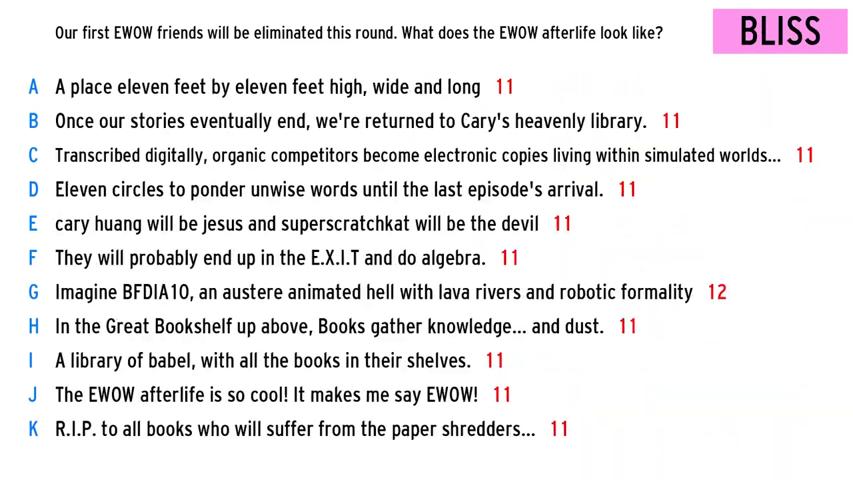 Our first EWOW friends will be eliminated this round. What does the EWOW afterlife look like?
BLISS
A A place eleven feet by eleven feet high, wide and long 11
B Once our stories eventually end, we're returned to Cary's heavenly library. 11
C Transcribed digitally, organic competitors become electronic copies living within simulated worlds... 11
D Eleven circles to ponder unwise words until the last episode's arrival. 11
E cary huang will be jesus and superscratchkat will be the devil 11
F They will probably end up in the E.X.I.T and do algebra. 11
G Imagine BFDIA10, an austere animated hell with lava rivers and robotic formality 12
H In the Great Bookshelf up above, Books gather knowledge... and dust. 11
I A library of babel, with all the books in their shelves. 11
J The EWOW afterlife is so cool! It makes me say EWOW! 11
K R.I.P. to all books who will suffer from the paper shredders... 11